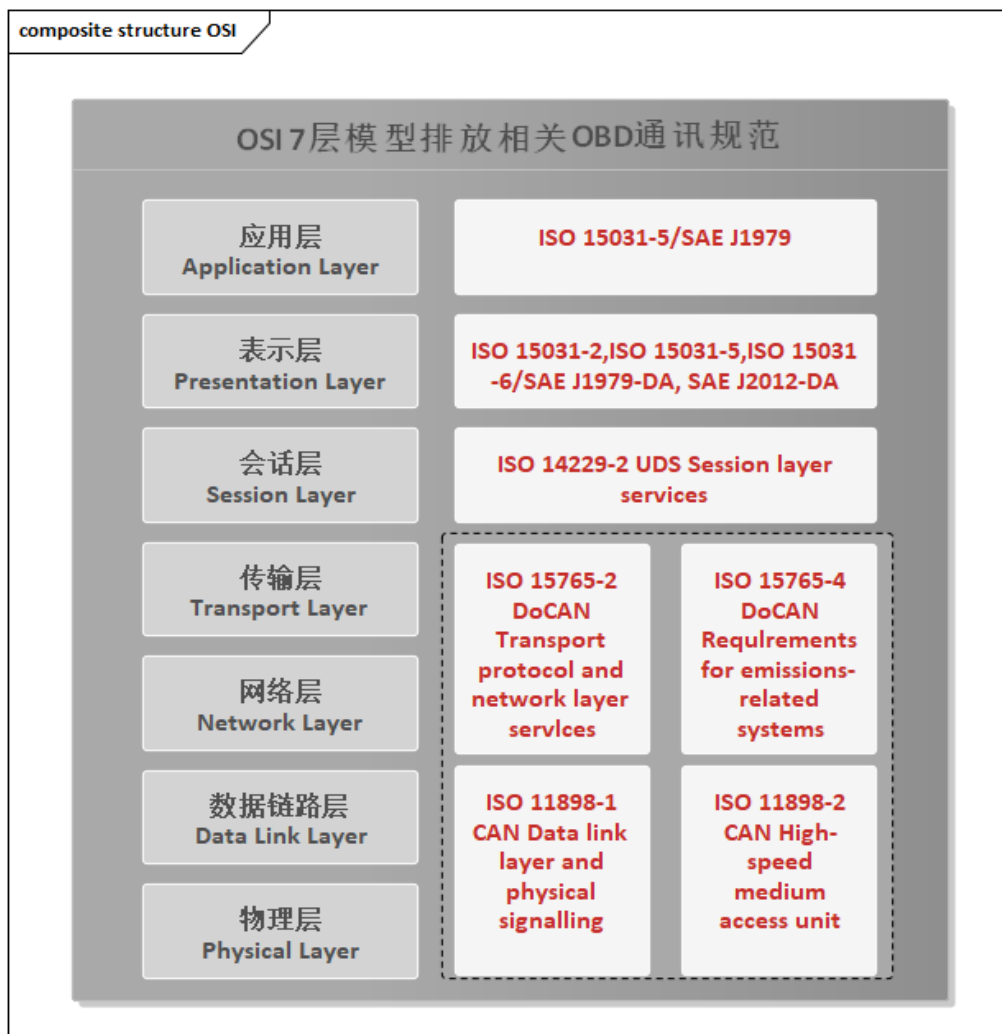 composite structure OSI
OSI 7层模型排放相关OBD通讯规范
应用层
Application Layer
ISO 15031-5/SAE J1979
表示层
Presentation Layer
ISO 15031-2,ISO 15031-5,ISO 15031
-6/SAE J1979-DA, SAE J2012-DA
会话层
Session Layer
ISO 14229-2 UDS Session layer
services
传输层
Transport Layer
网络层
Network Layer
ISO 15765-2
DoCAN
Transport
protocol and
network layer
servIces
ISO 15765-4
DoCAN
RequIrements
for emissions-
related
systems
数据链路层
Data Link Layer
物理层
Physical Layer
ISO 11898-1
CAN Data link
layer and
physical
signalling
ISO 11898-2
CAN High-
speed
medium
access unit